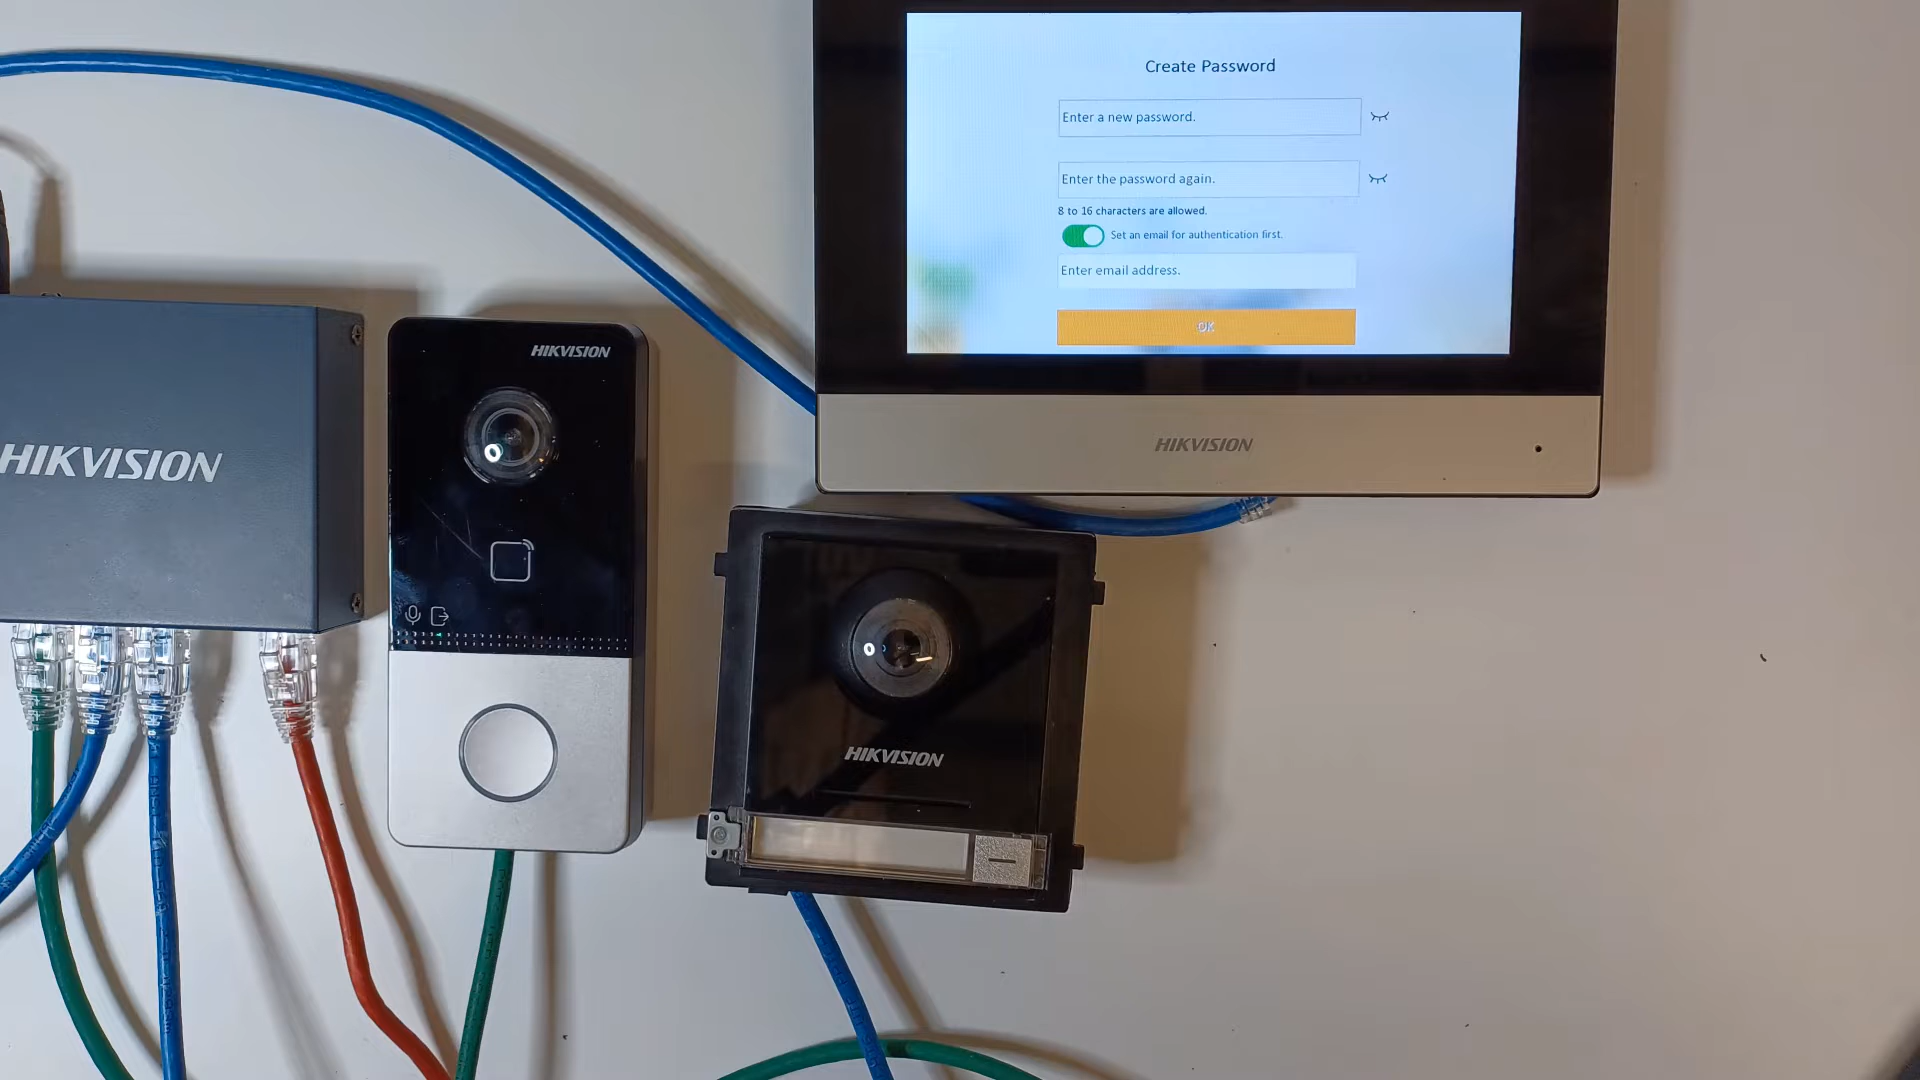 Create Password
Enter a new password.
Enter the password again.
8 to 16 characters are allowed.
Set an email for authentication first.
Enter email address.
OK
HIKVISION
HIKVISION
HIKVISION
HIKVISION